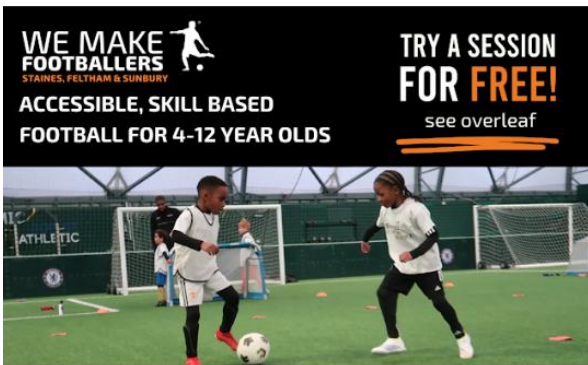 WE MAKE
FOOTBALLERS
STAINES, FELTHAM & SUNBURY
ACCESSIBLE, SKILL BASED
FOOTBALL FOR 4-12 YEAR OLDS
TRY A SESSION
FOR FREE!
see overleaf
ATHLETIC